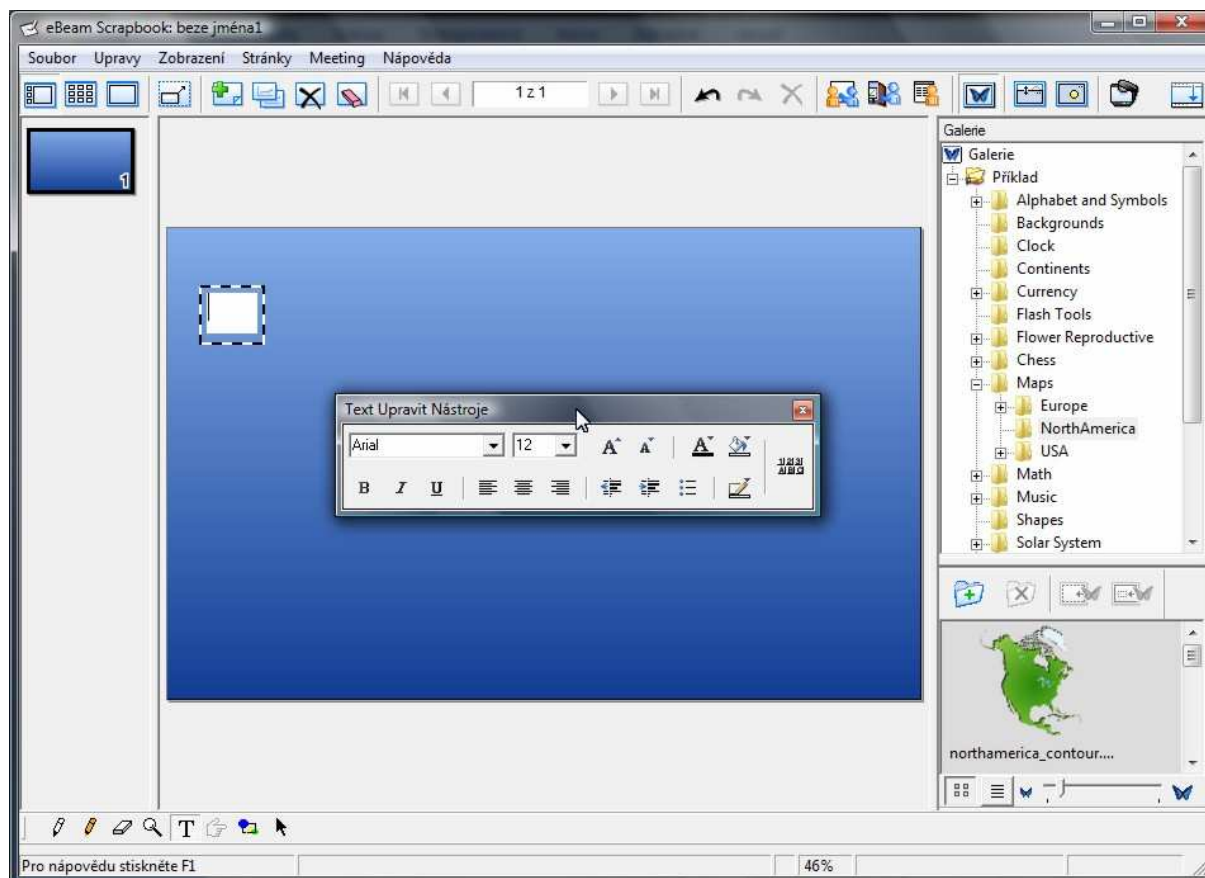 eBeam Scrapbook: beze jména1
Soubor Upravy Zobrazení Stránky Meeting Nápověda
1 z 1
1
Galerie
Galerie
Příklad
Alphabet and Symbols
Backgrounds
Clock
Continents
Currency
Flash Tools
Flower Reproductive
Chess
Maps
Europe
NorthAmerica
USA
Math
Music
Shapes
Solar System
Text Upravit Nástroje
Arial 12 A A A
B I U
northamerica_contour....
T
Pro nápovědu stiskněte F1 46%